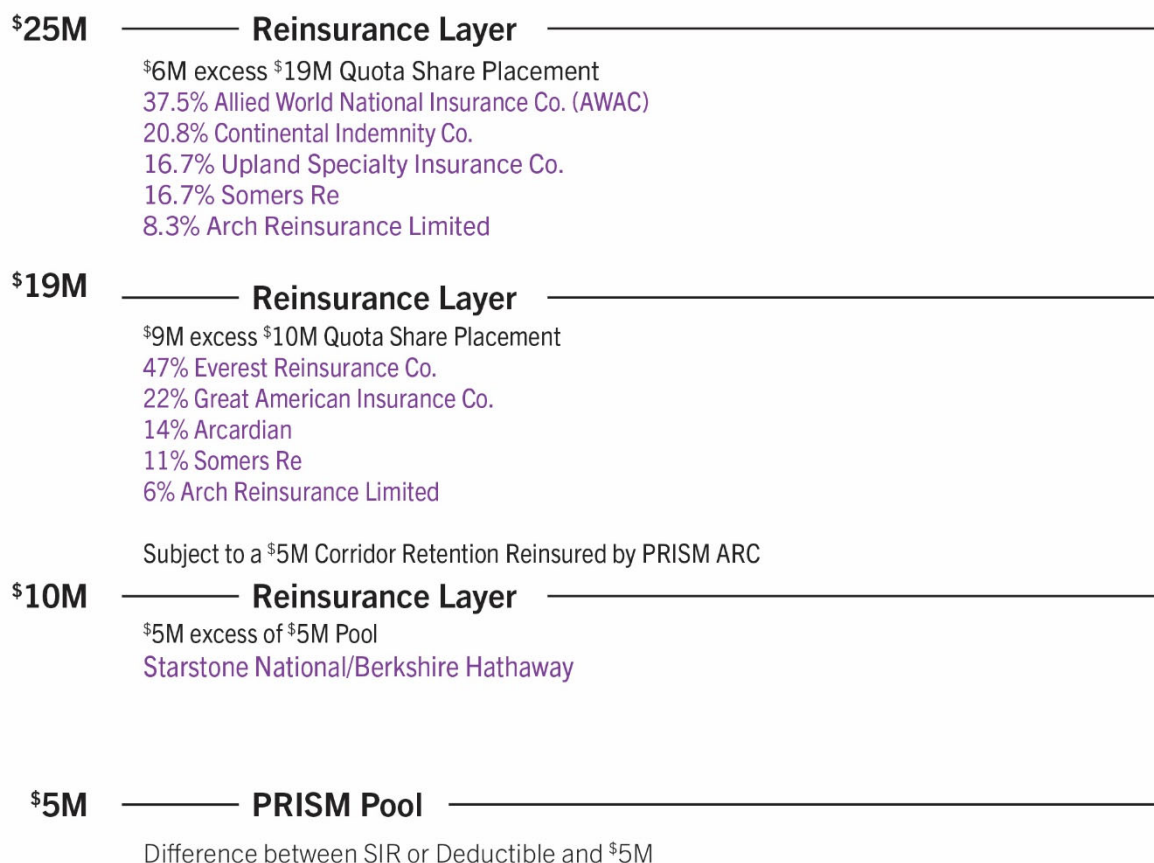 $25M Reinsurance Layer
$6M excess $19M Quota Share Placement
37.5% Allied World National Insurance Co. (AWAC)
20.8% Continental Indemnity Co.
16.7% Upland Specialty Insurance Co.
16.7% Somers Re
8.3% Arch Reinsurance Limited
$19M Reinsurance Layer
$9M excess $10M Quota Share Placement
47% Everest Reinsurance Co.
22% Great American Insurance Co.
14% Arcardian
11% Somers Re
6% Arch Reinsurance Limited
Subject to a $5M Corridor Retention Reinsured by PRISM ARC
$10M Reinsurance Layer
$5M excess of $5M Pool
Starstone National/Berkshire Hathaway
$5M PRISM Pool
Difference between SIR or Deductible and $5M